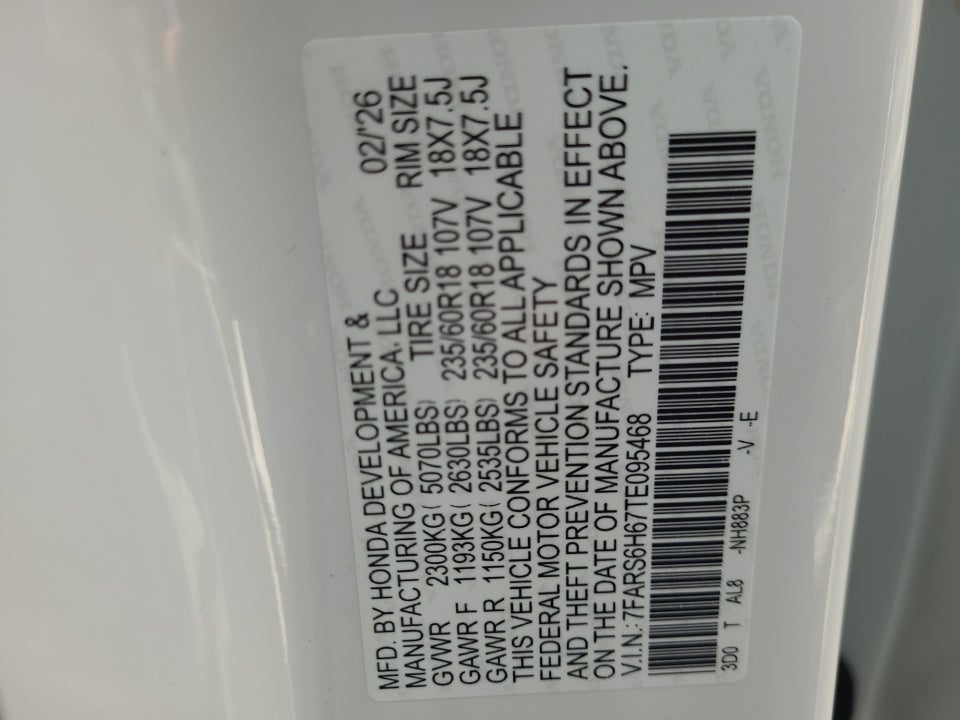 MFD. BY HONDA DEVELOPMENT &
MANUFACTURING OF AMERICA. LLC 02/'26
TIRE SIZE RIM SIZE
GVWR 2300KG( 5070LBS) 235/60R18 107V 18X7.5J
GAWR F 1193KG( 2630LBS) 235/60R18 107V 18X7.5J
GAWR R 1150KG( 2535LBS)
THIS VEHICLE CONFORMS TO ALL APPLICABLE
FEDERAL MOTOR VEHICLE SAFETY
AND THEFT PREVENTION STANDARDS IN EFFECT
ON THE DATE OF MANUFACTURE SHOWN ABOVE.
V.I.N.: 7FARS6H67TE095468 TYPE: MPV
3D0 T AL8 -NH883P -V -E
HONDA